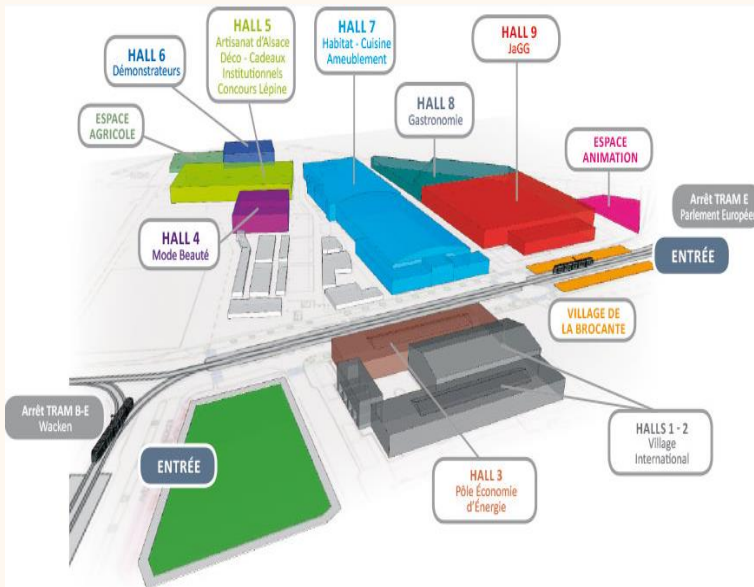 HALL 5
Artisanat d'Alsace
Déco - Cadeaux
Institutionnels
Concours Lépine
HALL 7
Habitat - Cuisine
Ameublement
HALL 9
JaGG
HALL 6
Démonstrateurs
HALL 8
Gastronomie
ESPACE
AGRICOLE
ESPACE
ANIMATION
Arrêt TRAM E
Parlement Européen
HALL 4
Mode Beauté
ENTRÉE
VILLAGE DE
LA BROCANTE
Arrêt TRAM B-E
Wacken
ENTRÉE
HALLS 1 - 2
Village
International
HALL 3
Pôle Économie
d'Énergie